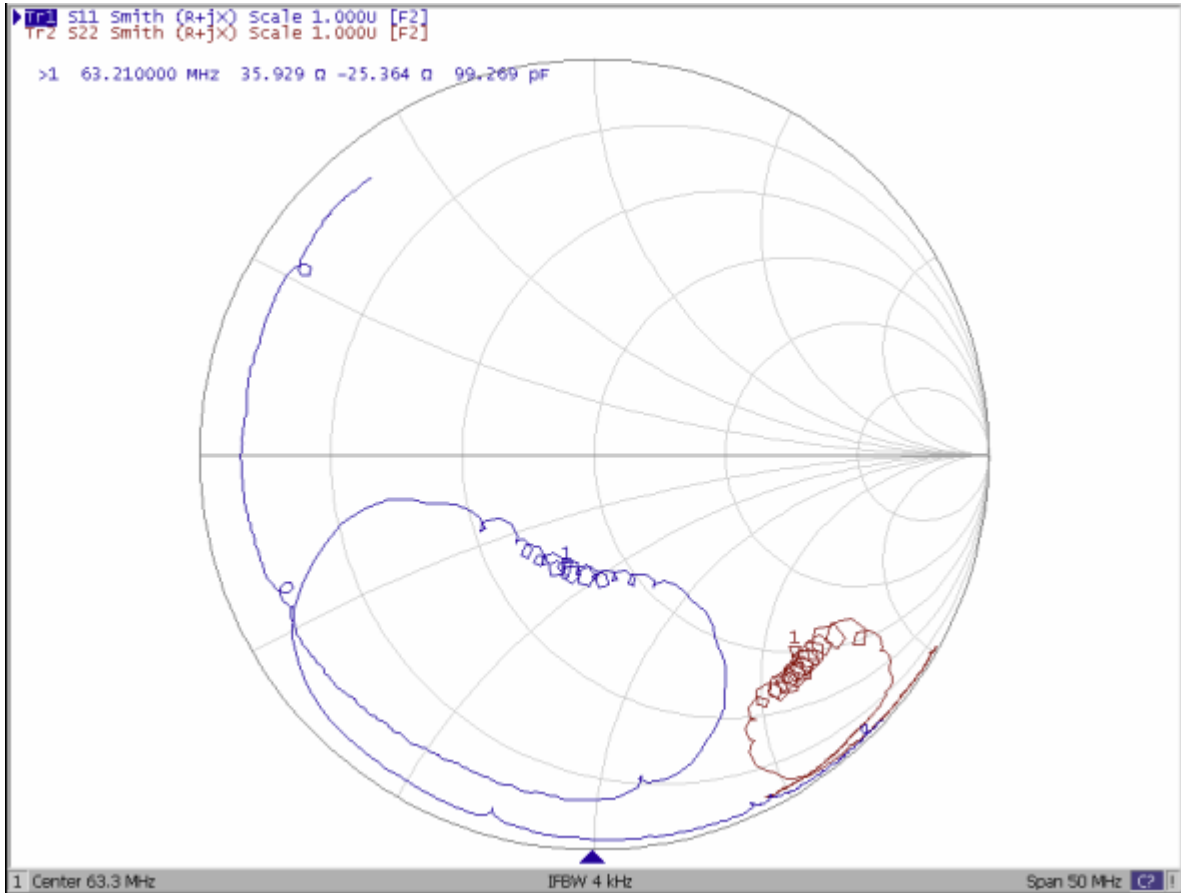 Tr1 S11 Smith (R+jX) Scale 1.000U [F2]
Tr2 S22 Smith (R+jX) Scale 1.000U [F2]
>1 63.210000 MHz 35.929 Ω -25.364 Ω 99.269 pF
1
1
2
1 Center 63.3 MHz IFBW 4 kHz Span 50 MHz C? !